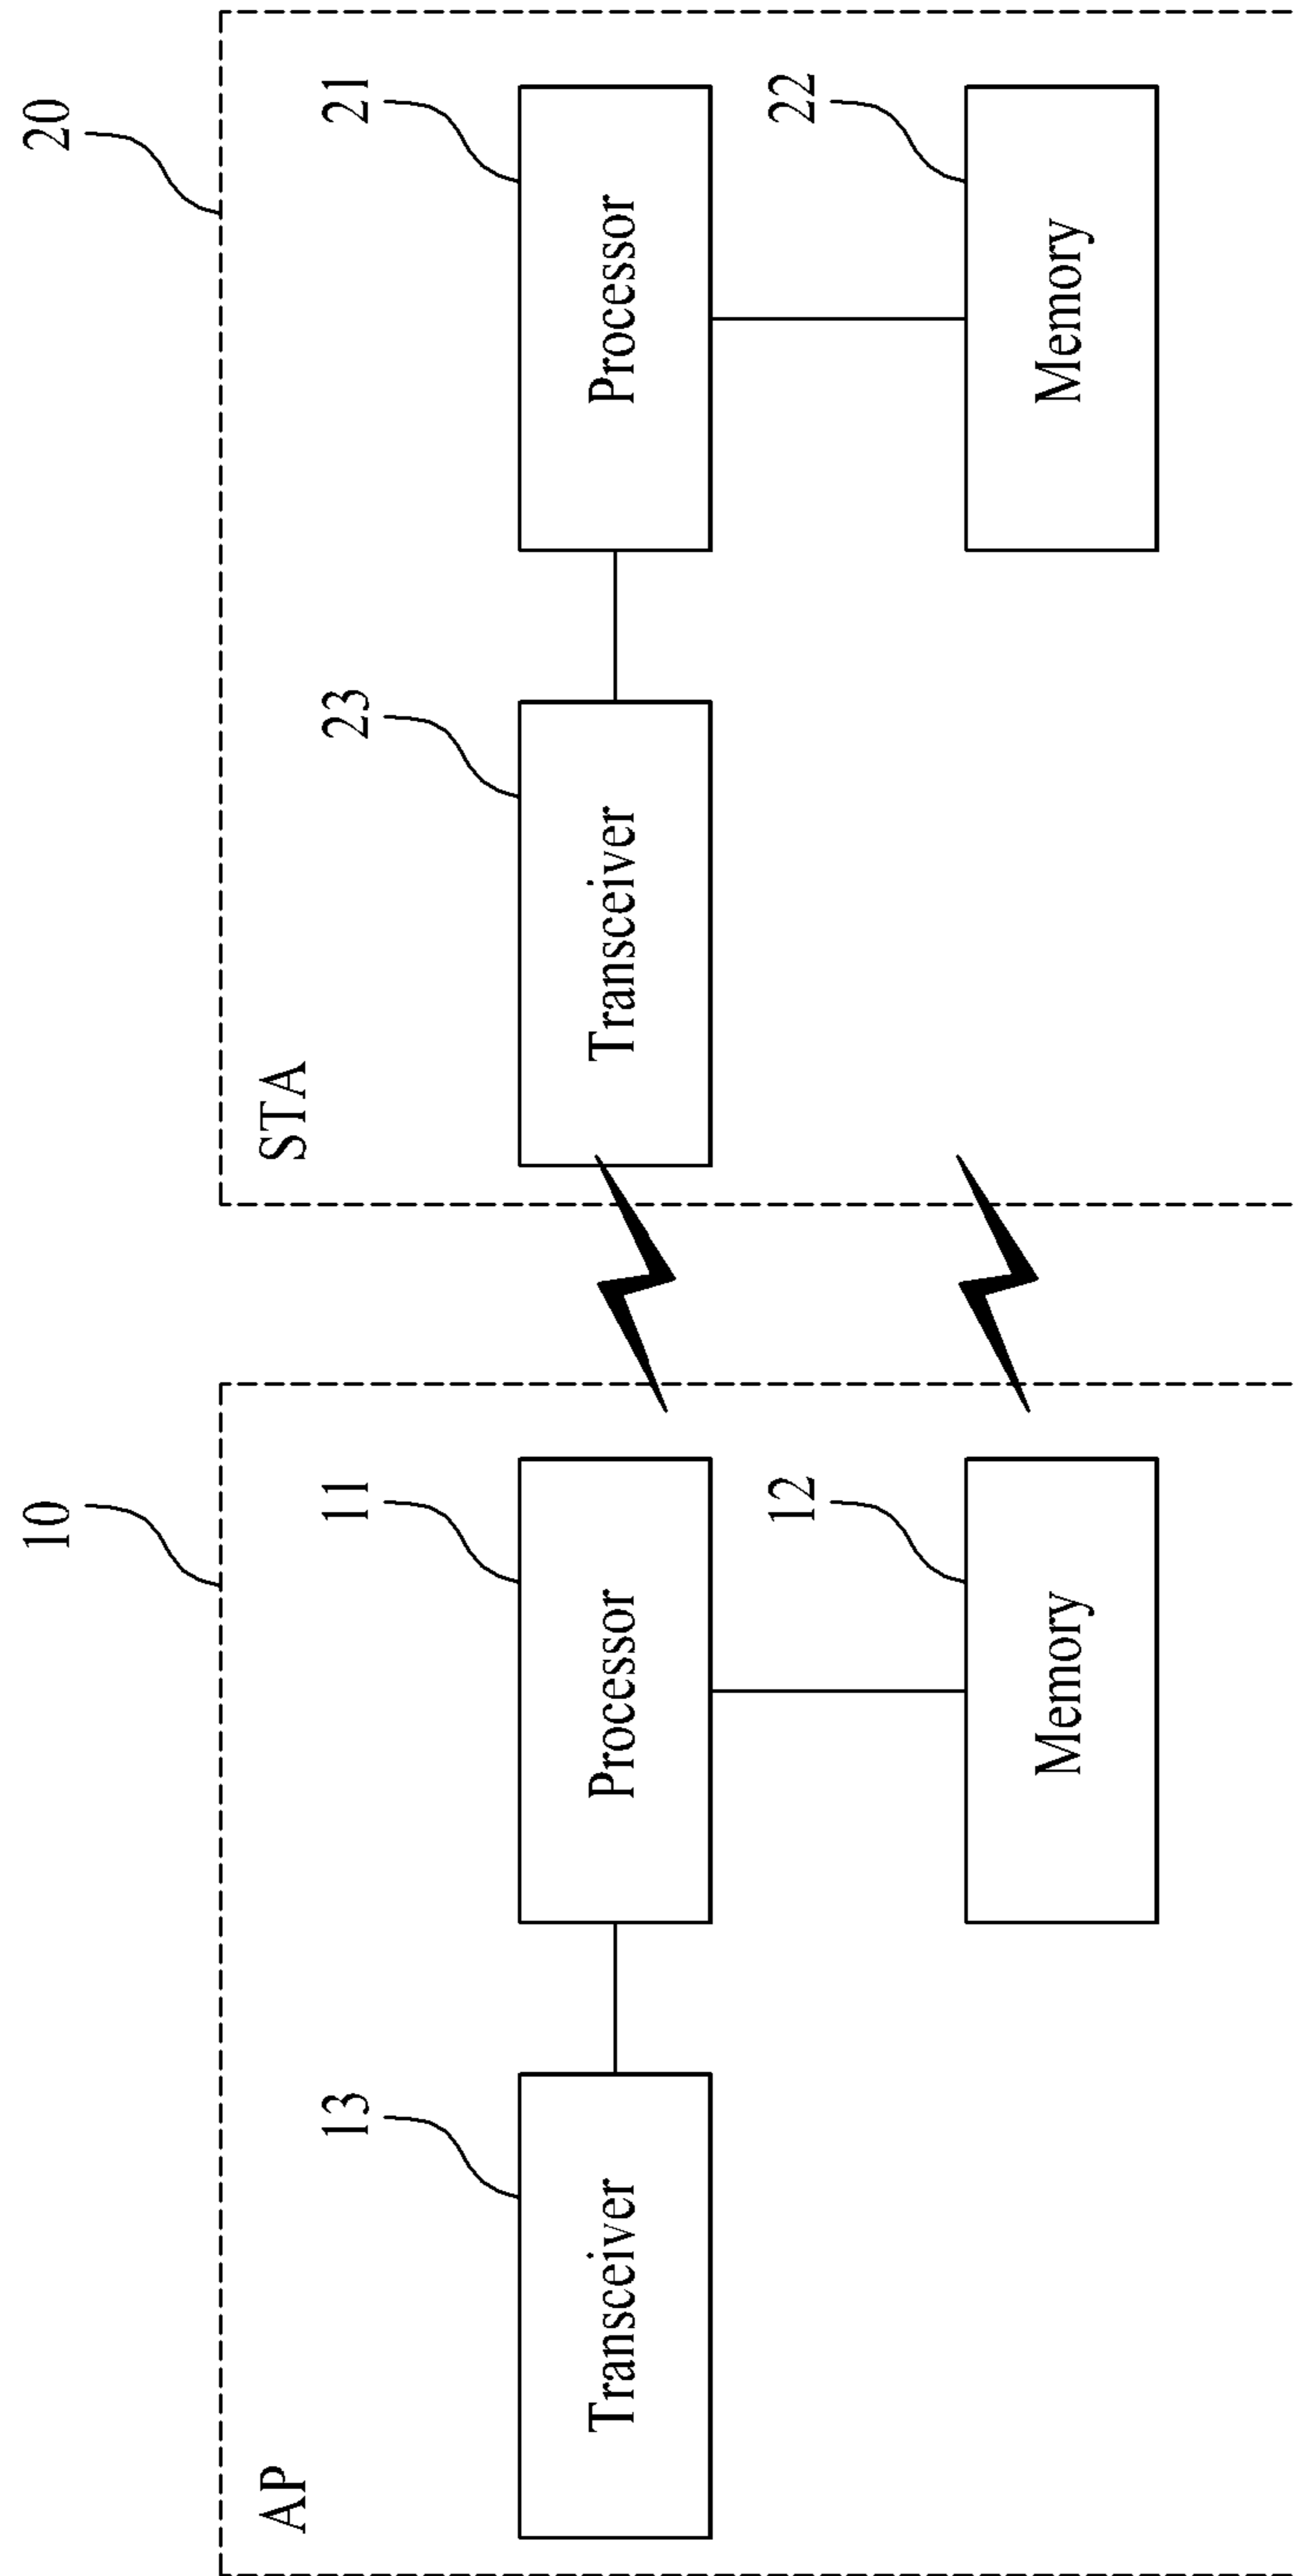 10
20
AP
STA
13
11
23
21
Transceiver
Processor
Transceiver
Processor
12
22
Memory
Memory